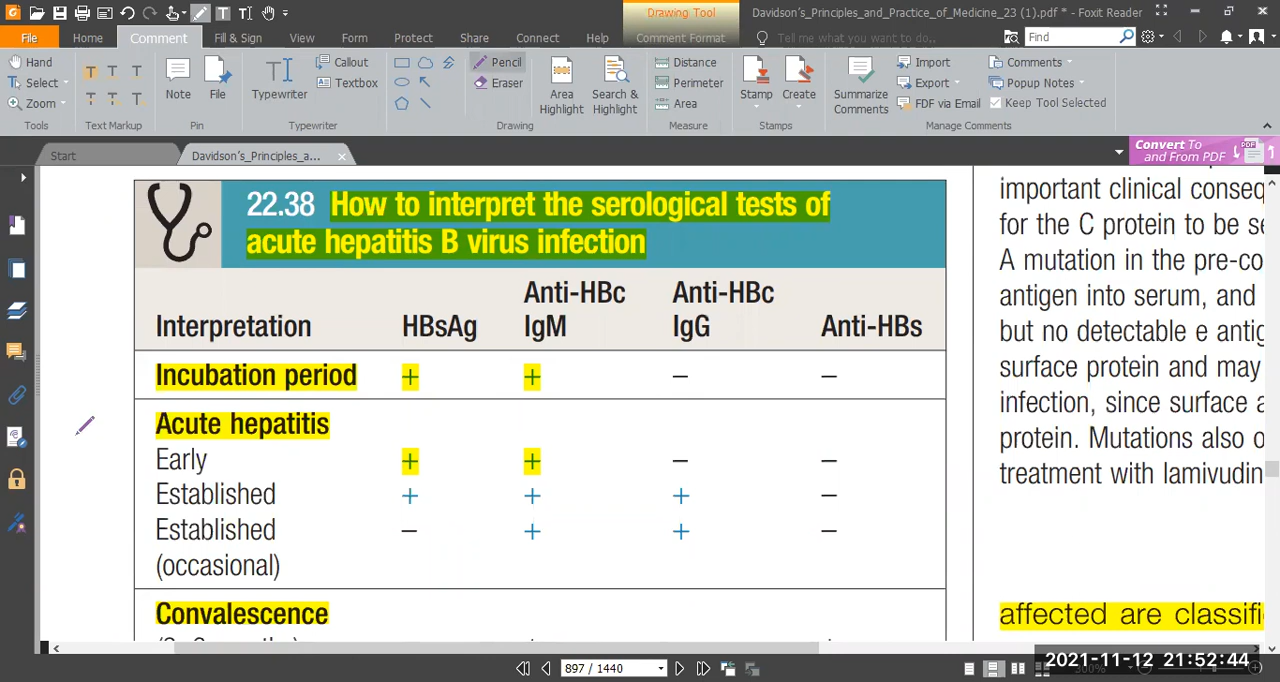 Drawing Tool
Davidson's_Principles_and_Practice_of_Medicine_23 (1).pdf * - Foxit Reader
File Home Comment Fill & Sign View Form Protect Share Connect Help Comment Format Tell me what you want to do.. Find
Hand
Select
Zoom
Tools
Text Markup
Note
File
Pin
Typewriter
Callout
Textbox
Typewriter
Pencil
Eraser
Area Highlight
Search & Highlight
Drawing
Distance
Perimeter
Area
Measure
Stamp
Create
Stamps
Summarize Comments
Import
Export
FDF via Email
Comments
Popup Notes
Keep Tool Selected
Manage Comments
Start
Davidson's_Principles_a...
Convert To
and From PDF
22.38 How to interpret the serological tests of
acute hepatitis B virus infection
Interpretation HBsAg Anti-HBc IgM Anti-HBc IgG Anti-HBs
Incubation period + + – –
Acute hepatitis
Early + + – –
Established + + + –
Established – + + –
(occasional)
Convalescence
important clinical conseq
for the C protein to be se
A mutation in the pre-co
antigen into serum, and
but no detectable e antig
surface protein and may
infection, since surface a
protein. Mutations also o
treatment with lamivudin
affected are classifi
897 / 1440
2021-11-12 21:52:44